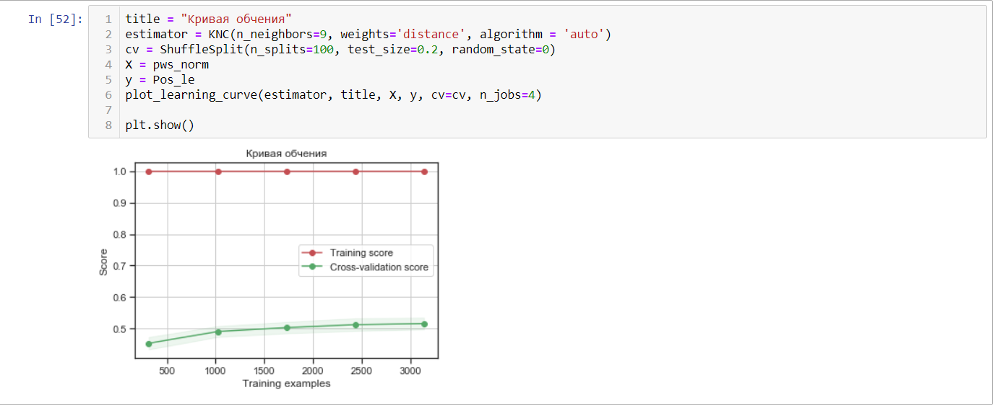 In [52]:
1 title = "Кривая обчения"
2 estimator = KNC(n_neighbors=9, weights='distance', algorithm = 'auto')
3 cv = ShuffleSplit(n_splits=100, test_size=0.2, random_state=0)
4 X = pws_norm
5 y = Pos_le
6 plot_learning_curve(estimator, title, X, y, cv=cv, n_jobs=4)
7
8 plt.show()
Кривая обчения
1.0
0.9
0.8
0.7
0.6
0.5
Score
Training score
Cross-validation score
500 1000 1500 2000 2500 3000
Training examples